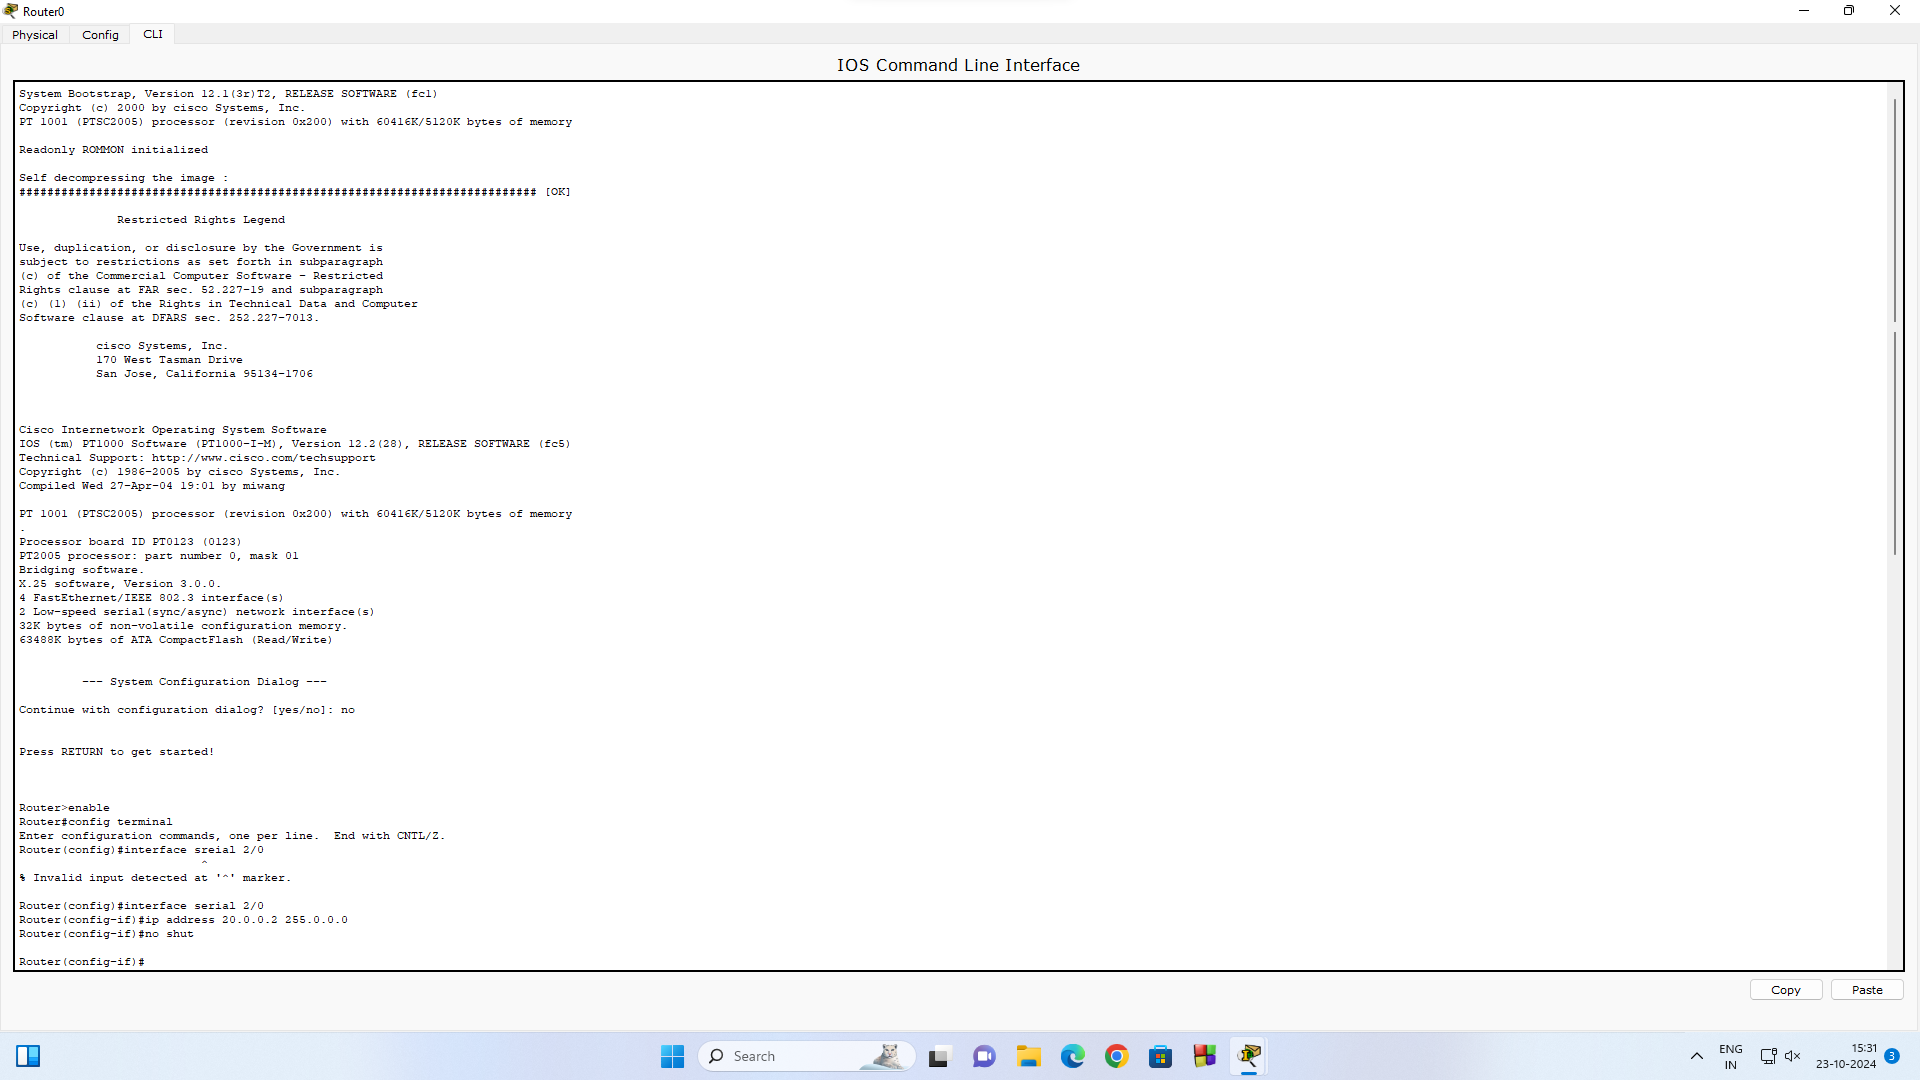 Router0
Physical
Config
CLI
IOS Command Line Interface
System Bootstrap, Version 12.1(3r)T2, RELEASE SOFTWARE (fc1)
Copyright (c) 2000 by cisco Systems, Inc.
PT 1001 (PTSC2005) processor (revision 0x200) with 60416K/5120K bytes of memory
Readonly ROMMON initialized
Self decompressing the image :
########################################################################## [OK]
Restricted Rights Legend
Use, duplication, or disclosure by the Government is
subject to restrictions as set forth in subparagraph
(c) of the Commercial Computer Software - Restricted
Rights clause at FAR sec. 52.227-19 and subparagraph
(c) (1) (ii) of the Rights in Technical Data and Computer
Software clause at DFARS sec. 252.227-7013.
cisco Systems, Inc.
170 West Tasman Drive
San Jose, California 95134-1706
Cisco Internetwork Operating System Software
IOS (tm) PT1000 Software (PT1000-I-M), Version 12.2(28), RELEASE SOFTWARE (fc5)
Technical Support: http://www.cisco.com/techsupport
Copyright (c) 1986-2005 by cisco Systems, Inc.
Compiled Wed 27-Apr-04 19:01 by miwang
PT 1001 (PTSC2005) processor (revision 0x200) with 60416K/5120K bytes of memory
.
Processor board ID PT0123 (0123)
PT2005 processor: part number 0, mask 01
Bridging software.
X.25 software, Version 3.0.0.
4 FastEthernet/IEEE 802.3 interface(s)
2 Low-speed serial(sync/async) network interface(s)
32K bytes of non-volatile configuration memory.
63488K bytes of ATA CompactFlash (Read/Write)
--- System Configuration Dialog ---
Continue with configuration dialog? [yes/no]: no
Press RETURN to get started!
Router>enable
Router#config terminal
Enter configuration commands, one per line.  End with CNTL/Z.
Router(config)#interface sreial 2/0
^
% Invalid input detected at '^' marker.
Router(config)#interface serial 2/0
Router(config-if)#ip address 20.0.0.2 255.0.0.0
Router(config-if)#no shut
Router(config-if)#
Copy
Paste
Search
ENG
IN
15:31
23-10-2024
3